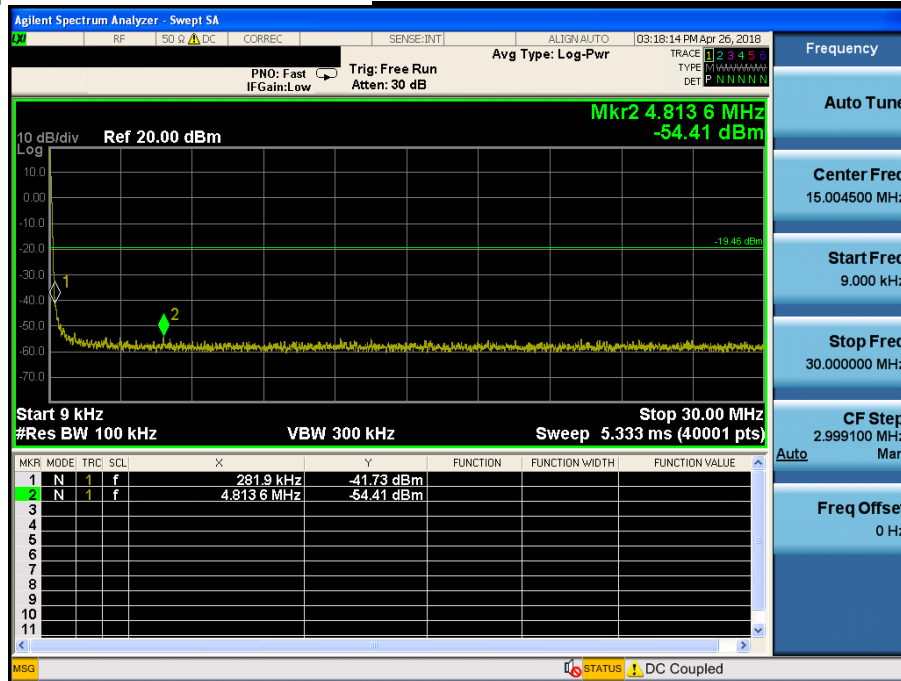 Agilent Spectrum Analyzer - Swept SA
LXI RF 50 Ω DC CORREC SENSE:INT ALIGN AUTO 03:18:14 PM Apr 26, 2018
Avg Type: Log-Pwr
TRACE 1 2 3 4 5 6
PNO: Fast Trig: Free Run
TYPE M WWWWW
IFGain:Low Atten: 30 dB
DET P N N N N N
Mkr2 4.813 6 MHz
-54.41 dBm
10 dB/div Ref 20.00 dBm
Log
10.0
0.00
-10.0
-20.0
-19.46 dBm
-30.0
1
-40.0
2
-50.0
-60.0
-70.0
Start 9 kHz Stop 30.00 MHz
#Res BW 100 kHz VBW 300 kHz Sweep 5.333 ms (40001 pts)
MKR MODE TRC SCL X Y FUNCTION FUNCTION WIDTH FUNCTION VALUE
1 N 1 f 281.9 kHz -41.73 dBm
2 N 1 f 4.813 6 MHz -54.41 dBm
3
4
5
6
7
8
9
10
11
MSG STATUS DC Coupled
Frequency
Auto Tune
Center Freq
15.004500 MHz
Start Freq
9.000 kHz
Stop Freq
30.000000 MHz
CF Step
2.999100 MHz
Auto Man
Freq Offset
0 Hz